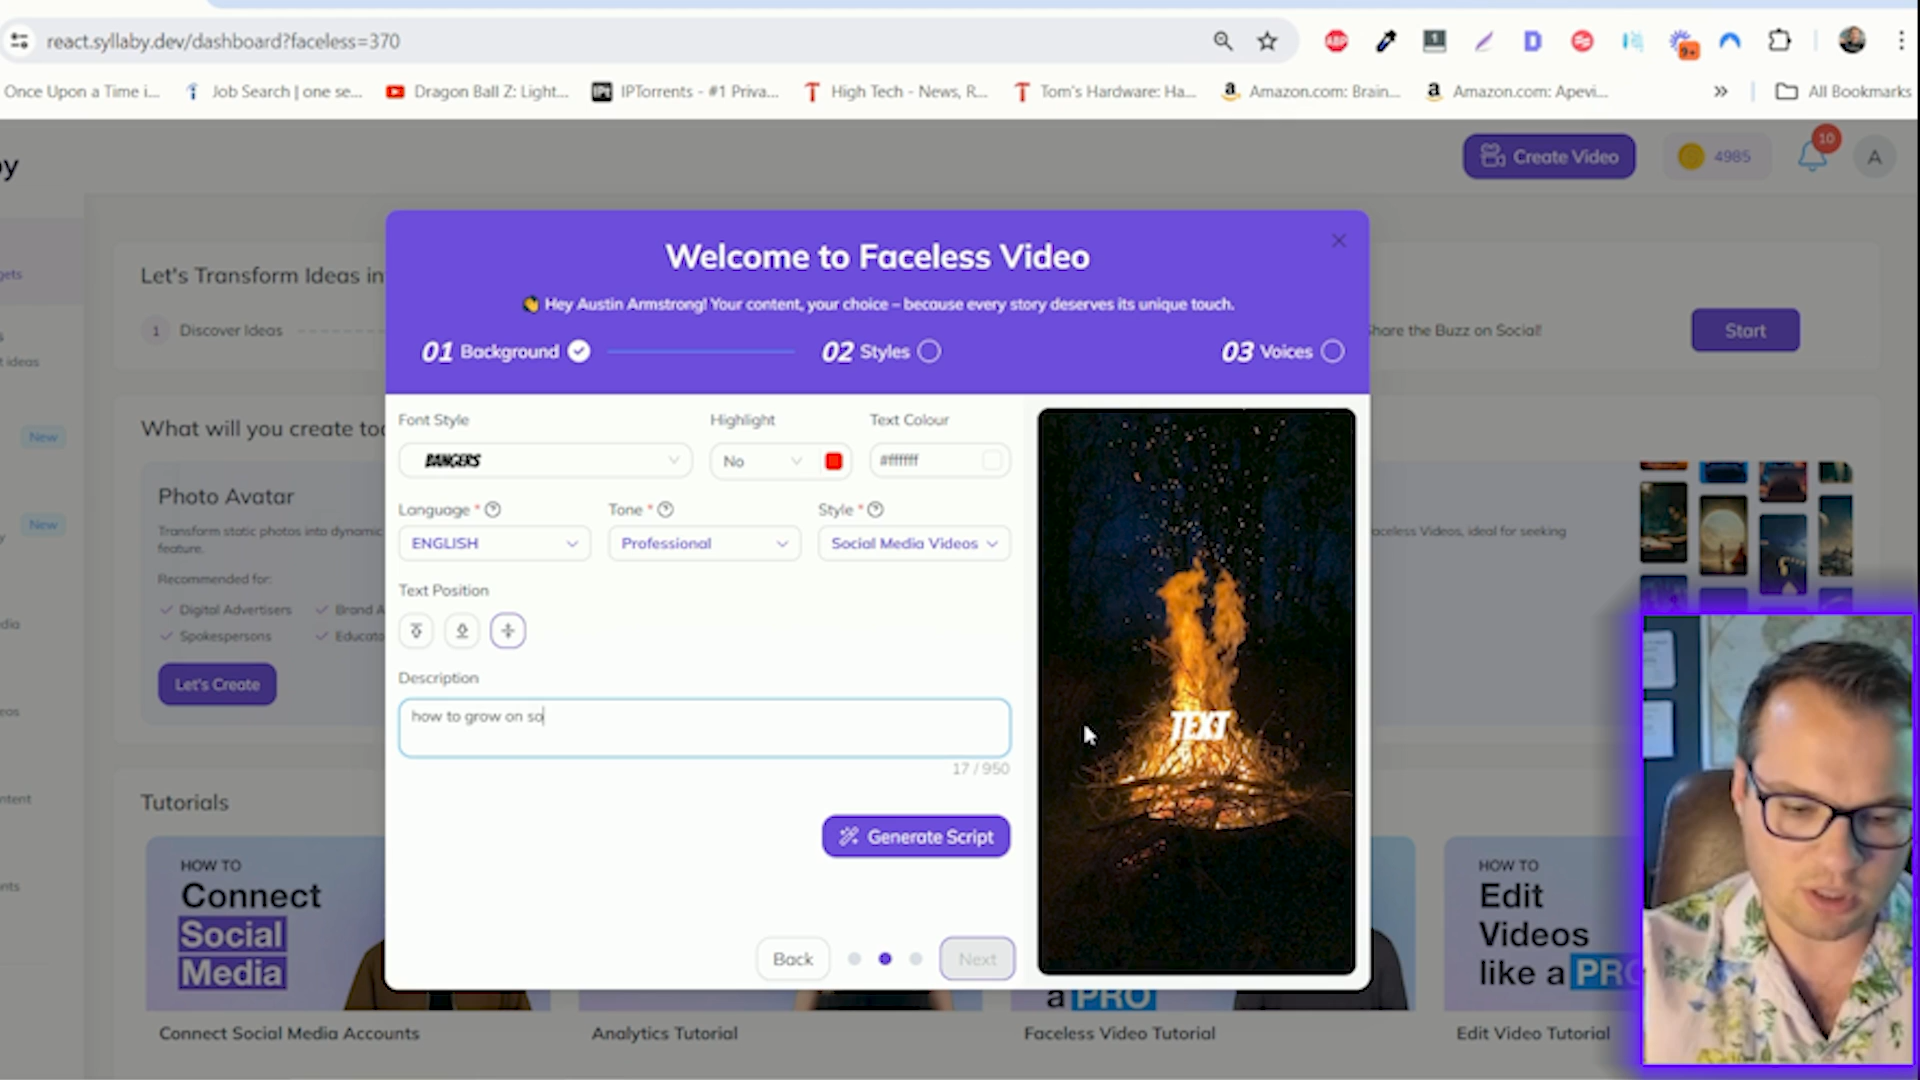 react.syllaby.dev/dashboard?faceless=370
Once Upon a Time i...
Job Search | one se...
Dragon Ball Z: Light...
IPTorrents - #1 Priva...
High Tech - News, R...
Tom's Hardware: Ha...
Amazon.com: Brain...
Amazon.com: Apevi...
All Bookmarks
Create Video
4985
10
A
Welcome to Faceless Video
Hey Austin Armstrong! Your content, your choice – because every story deserves its unique touch.
01 Background
02 Styles
03 Voices
Let's Transform Ideas in
1 Discover Ideas
Share the Buzz on Social!
Start
Font Style
Highlight
Text Colour
BANGERS
No
#ffffff
Language *
Tone *
Style *
ENGLISH
Professional
Social Media Videos
Text Position
Description
how to grow on so
17 / 950
Generate Script
Back
Next
TEXT
What will you create to
New
New
Photo Avatar
Transform static photos into dynamic
feature.
Recommended for:
Digital Advertisers
Brand A
Spokespersons
Educato
Let's Create
aceless Videos, ideal for seeking
Tutorials
HOW TO
Connect
Social
Media
a PRO
HOW TO
Edit
Videos
like a PRO
Connect Social Media Accounts
Analytics Tutorial
Faceless Video Tutorial
Edit Video Tutorial